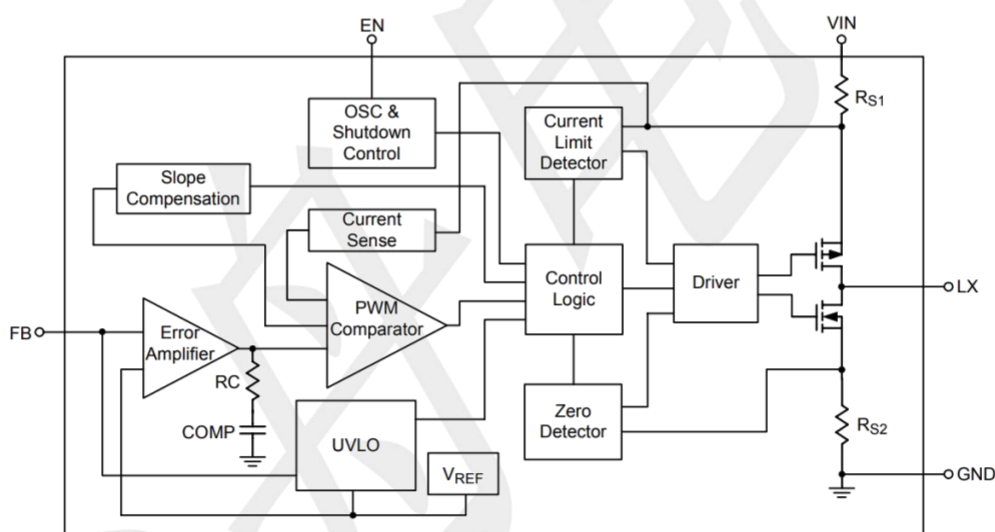 EN
VIN
OSC &
Shutdown
Control
Current
Limit
Detector
RS1
Slope
Compensation
Current
Sense
Control
Logic
Driver
LX
PWM
Comparator
FB
Error
Amplifier
RC
COMP
UVLO
VREF
Zero
Detector
RS2
GND